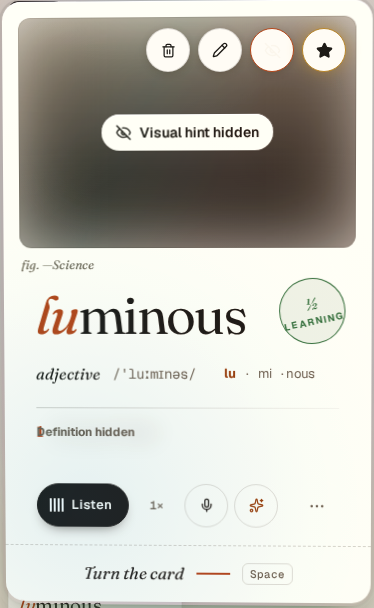 Visual hint hidden
fig. —Science
luminous
½
LEARNING
adjective /ˈluːmɪnəs/ lu · mi · nous
Definition hidden
Listen 1×
Turn the card Space
luminous